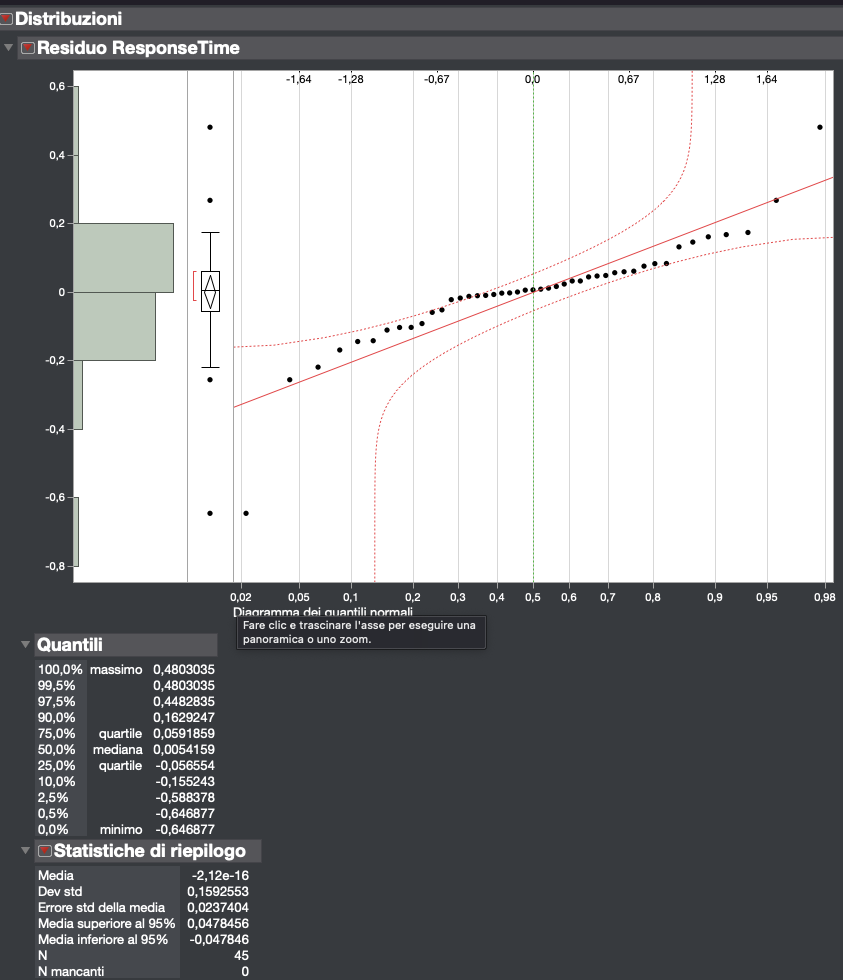 Distribuzioni
Residuo ResponseTime
-1,64 -1,28 -0,67 0,0 0,67 1,28 1,64
0,6
0,4
0,2
0
-0,2
-0,4
-0,6
-0,8
0,02 0,05 0,1 0,2 0,3 0,4 0,5 0,6 0,7 0,8 0,9 0,95 0,98
Diagramma dei quantili normali
Fare clic e trascinare l'asse per eseguire una
panoramica o uno zoom.
Quantili
100,0% massimo 0,4803035
99,5% 0,4803035
97,5% 0,4482835
90,0% 0,1629247
75,0% quartile 0,0591859
50,0% mediana 0,0054159
25,0% quartile -0,056554
10,0% -0,155243
2,5% -0,588378
0,5% -0,646877
0,0% minimo -0,646877
Statistiche di riepilogo
Media -2,12e-16
Dev std 0,1592553
Errore std della media 0,0237404
Media superiore al 95% 0,0478456
Media inferiore al 95% -0,047846
N 45
N mancanti 0